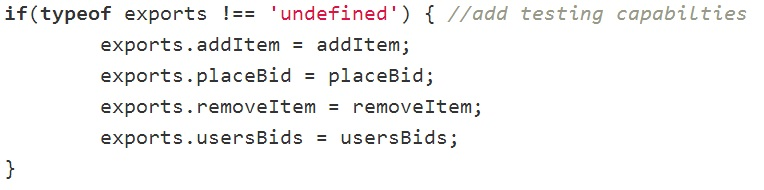 if(typeof exports !== 'undefined') { //add testing capabilties
        exports.addItem = addItem;
        exports.placeBid = placeBid;
        exports.removeItem = removeItem;
        exports.usersBids = usersBids;
}